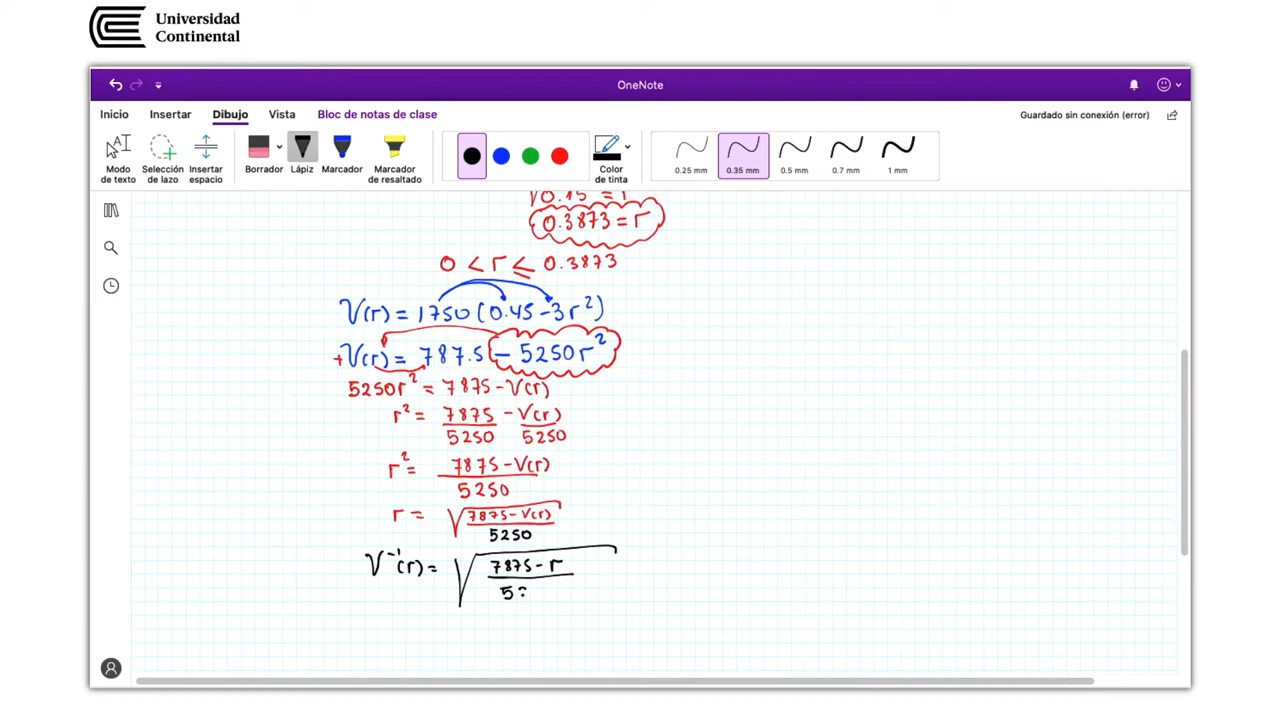 Universidad
Continental
OneNote
Inicio Insertar Dibujo Vista Bloc de notas de clase
Guardado sin conexión (error)
Modo de texto
Selección de lazo
Insertar espacio
Borrador
Lápiz
Marcador
Marcador de resaltado
Color de tinta
0.25 mm
0.35 mm
0.5 mm
0.7 mm
1 mm
√0.15 = r
0.3873 = r
0 < r ≤ 0.3873
V(r) = 1750 (0.45 - 3r²)
+V(r) = 787.5 - 5250r²
5250r² = 7875 - V(r)
r² = 7875/5250 - V(r)/5250
r² = (7875 - V(r))/5250
r = √((7875 - V(r))/5250)
V⁻¹(r) = √((7875 - r)/5